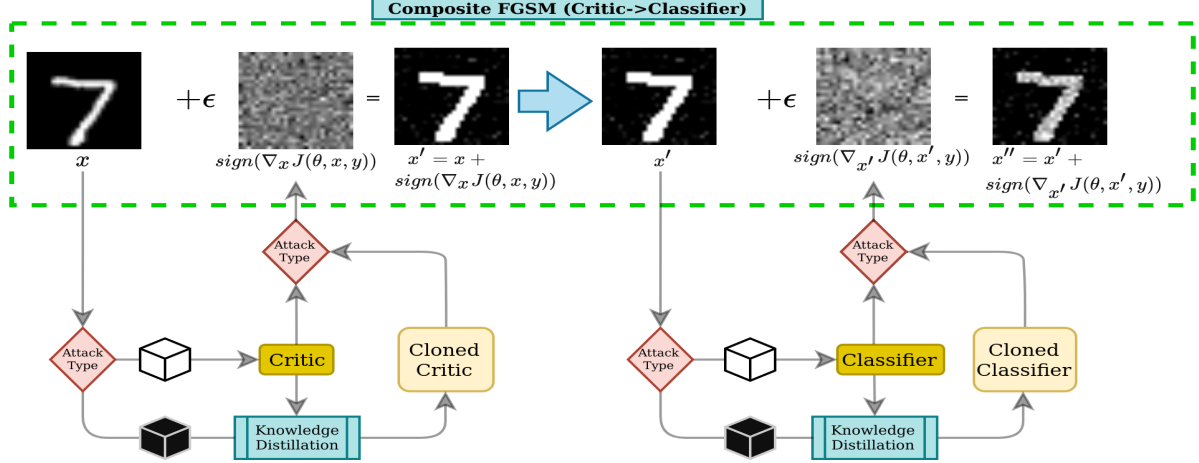 Composite FGSM (Critic->Classifier)
+ϵ
=
+ϵ
=
x
sign(∇ₓJ(θ, x, y))
x′ = x +
sign(∇ₓJ(θ, x, y))
x′
sign(∇ₓ′J(θ, x′, y))
x′′ = x′ +
sign(∇ₓ′J(θ, x′, y))
Attack
Type
Attack
Type
Attack
Type
Critic
Cloned
Critic
Attack
Type
Classifier
Cloned
Classifier
Knowledge
Distillation
Knowledge
Distillation